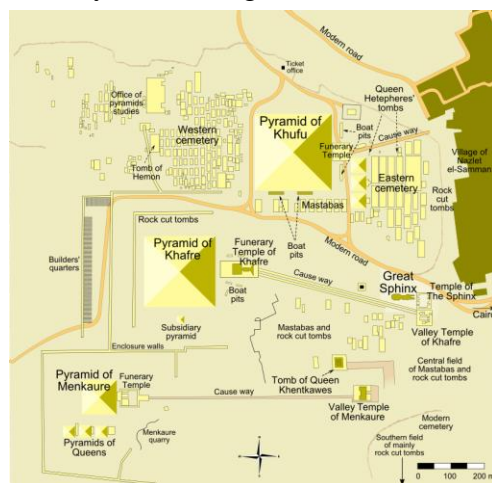 Modern road
Ticket
office
Queen
Hetepheres'
tombs
Office of
pyramids
studies
Pyramid of
Khufu
Boat
pits
Cause way
Western
cemetery
Funerary
Temple
Village of
Nazlet
el-Samman
Tomb of
Hemon
Eastern
cemetery
Rock
cut
tombs
Mastabas
Rock cut tombs
Pyramid of
Khafre
Funerary
Temple of
Khafre
Boat
pits
Modern
road
Builders'
quarters
Cause way
Great
Sphinx
Temple of
The Sphinx
Boat
pits
Cairo
Subsidiary
pyramid
Mastabas and
rock cut tombs
Valley Temple
of Khafre
Enclosure walls
Central field
of Mastabas and
rock cut tombs
Pyramid of
Menkaure
Funerary
Temple
Tomb of Queen
Khentkawes
Cause way
Valley Temple
of Menkaure
Pyramids of
Queens
Menkaure
quarry
Modern
cemetery
Southern field
of mainly
rock cut tombs
0 100 200 m